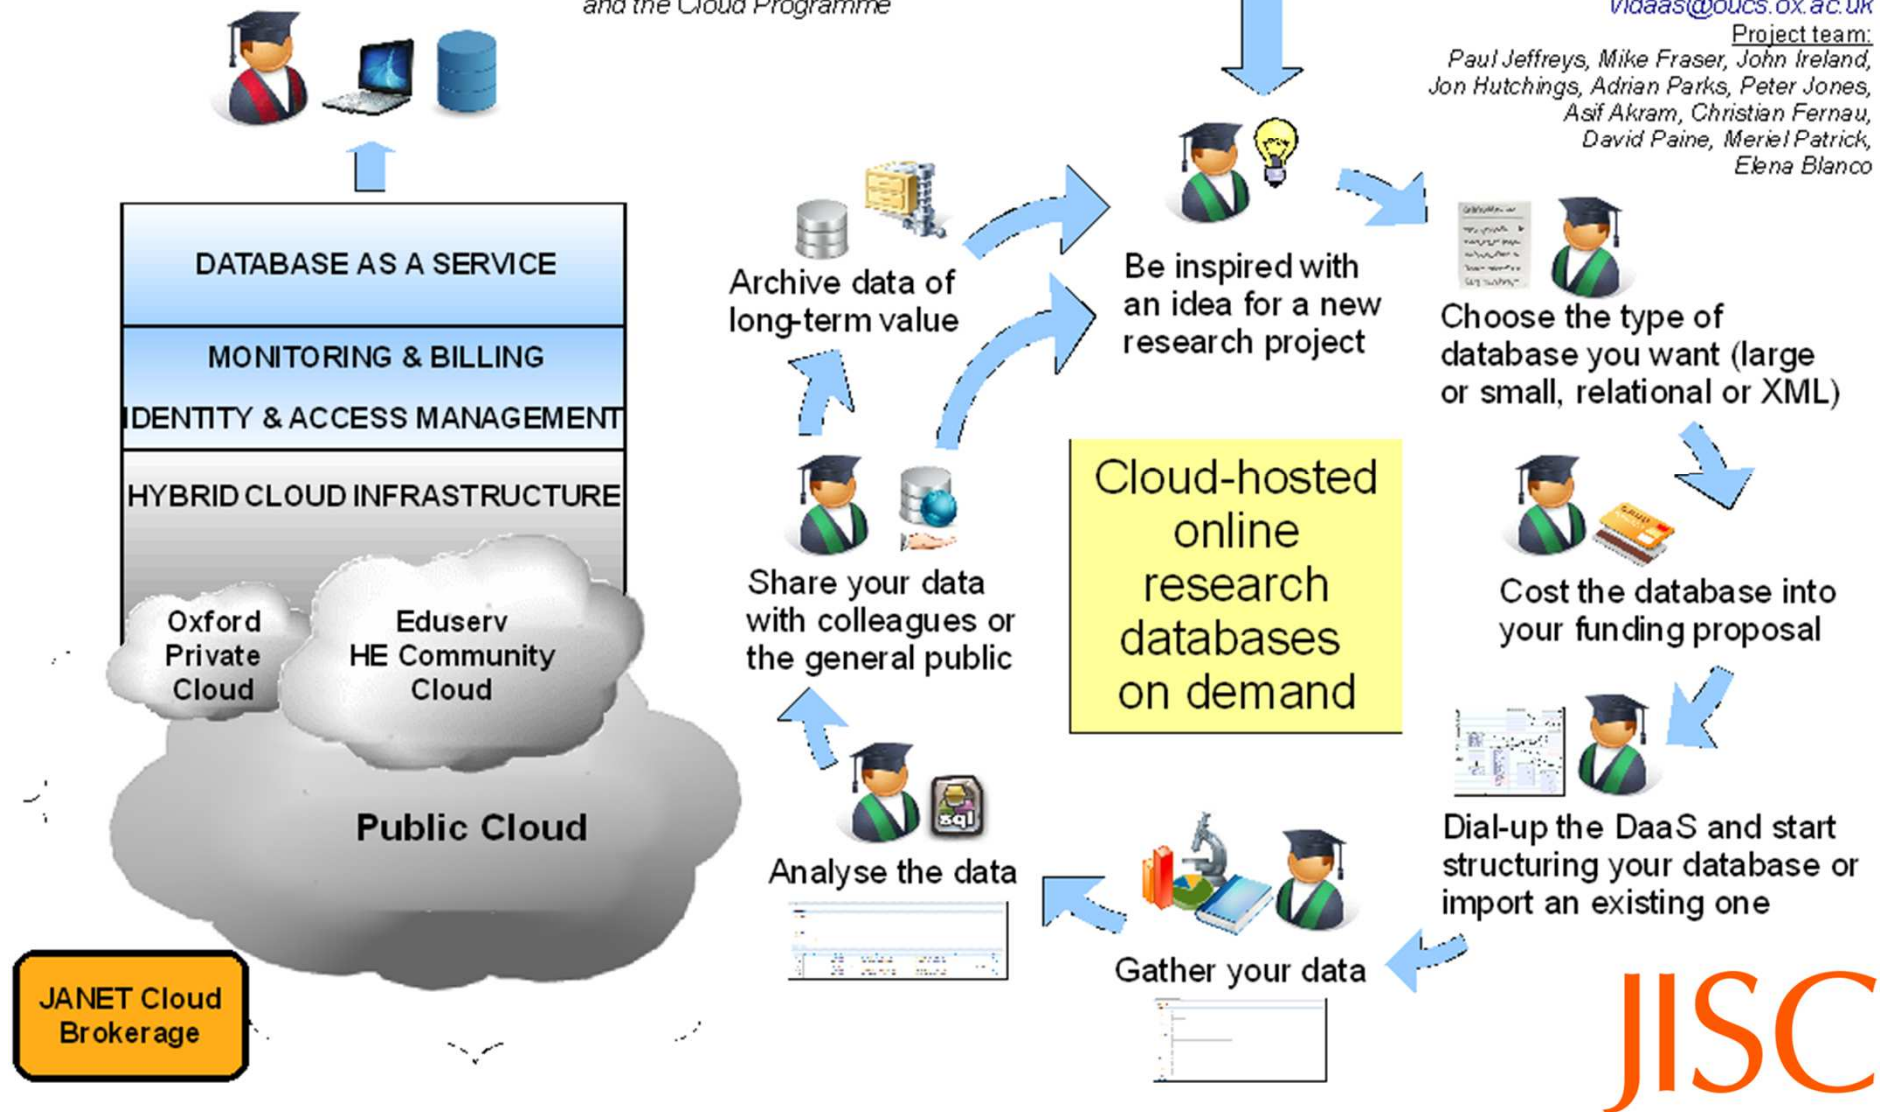 and the Cloud Programme
vidaas@oucs.ox.ac.uk
Project team:
Paul Jeffreys, Mike Fraser, John Ireland,
Jon Hutchings, Adrian Parks, Peter Jones,
Asif Akram, Christian Fernau,
David Paine, Meriel Patrick,
Elena Blanco
DATABASE AS A SERVICE
MONITORING & BILLING
IDENTITY & ACCESS MANAGEMENT
HYBRID CLOUD INFRASTRUCTURE
Oxford
Private
Cloud
Eduserv
HE Community
Cloud
Public Cloud
JANET Cloud
Brokerage
Be inspired with
an idea for a new
research project
Choose the type of
database you want (large
or small, relational or XML)
Cost the database into
your funding proposal
Dial-up the DaaS and start
structuring your database or
import an existing one
Gather your data
Analyse the data
sql
Share your data
with colleagues or
the general public
Archive data of
long-term value
Cloud-hosted
online
research
databases
on demand
JISC